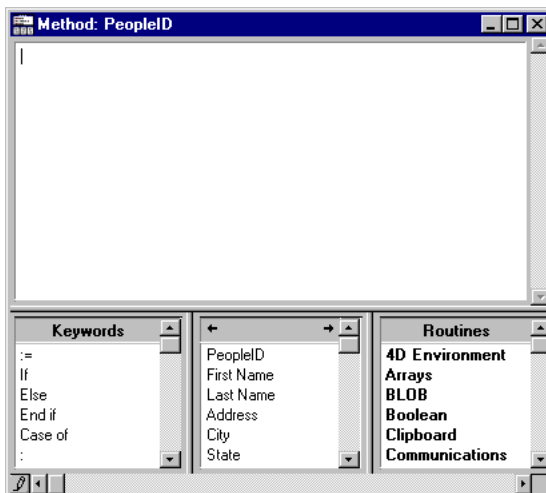 Method: PeopleID
Keywords
:=
If
Else
End if
Case of
:
← →
PeopleID
First Name
Last Name
Address
City
State
Routines
4D Environment
Arrays
BLOB
Boolean
Clipboard
Communications